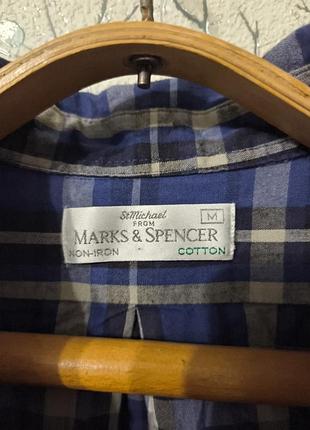 St Michael M
FROM
MARKS & SPENCER
NON-IRON COTTON